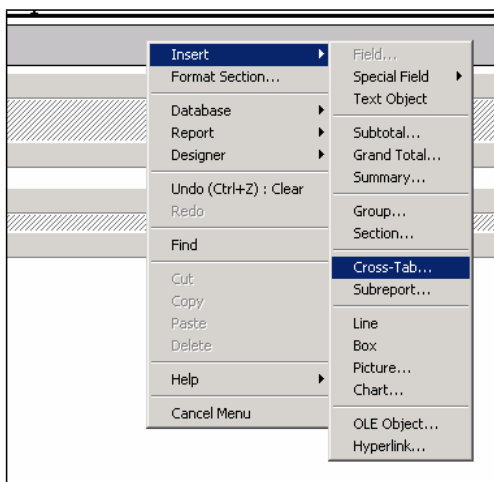 Insert
Format Section...
Database
Report
Designer
Undo (Ctrl+Z) : Clear
Redo
Find
Cut
Copy
Paste
Delete
Help
Cancel Menu
Field...
Special Field
Text Object
Subtotal...
Grand Total...
Summary...
Group...
Section...
Cross-Tab...
Subreport...
Line
Box
Picture...
Chart...
OLE Object...
Hyperlink...